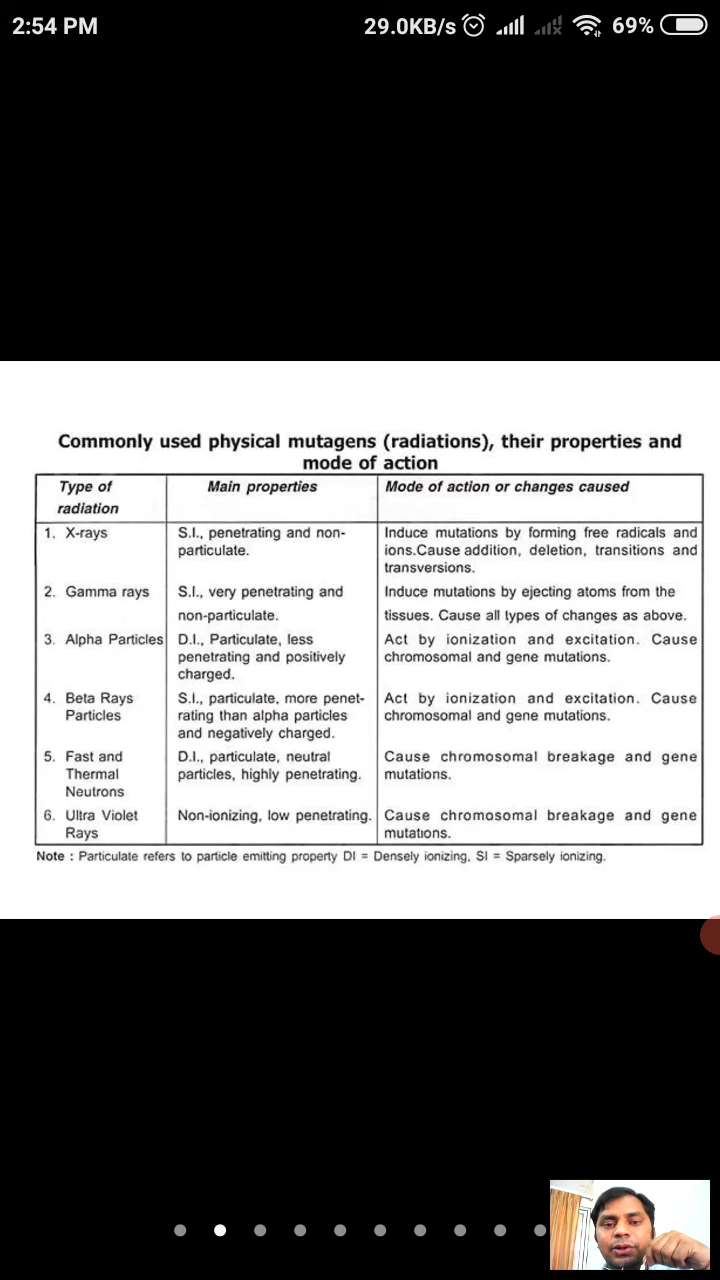 2:54 PM 29.0KB/s 69%
Commonly used physical mutagens (radiations), their properties and
mode of action
Type of
radiation
Main properties
Mode of action or changes caused
1. X-rays
S.I., penetrating and non-
particulate.
Induce mutations by forming free radicals and
ions.Cause addition, deletion, transitions and
transversions.
2. Gamma rays
S.I., very penetrating and
non-particulate.
Induce mutations by ejecting atoms from the
tissues. Cause all types of changes as above.
3. Alpha Particles
D.I., Particulate, less
penetrating and positively
charged.
Act by ionization and excitation. Cause
chromosomal and gene mutations.
4. Beta Rays
Particles
S.I., particulate, more penet-
rating than alpha particles
and negatively charged.
Act by ionization and excitation. Cause
chromosomal and gene mutations.
5. Fast and
Thermal
Neutrons
D.I., particulate, neutral
particles, highly penetrating.
Cause chromosomal breakage and gene
mutations.
6. Ultra Violet
Rays
Non-ionizing, low penetrating.
Cause chromosomal breakage and gene
mutations.
Note : Particulate refers to particle emitting property DI = Densely ionizing, SI = Sparsely ionizing.